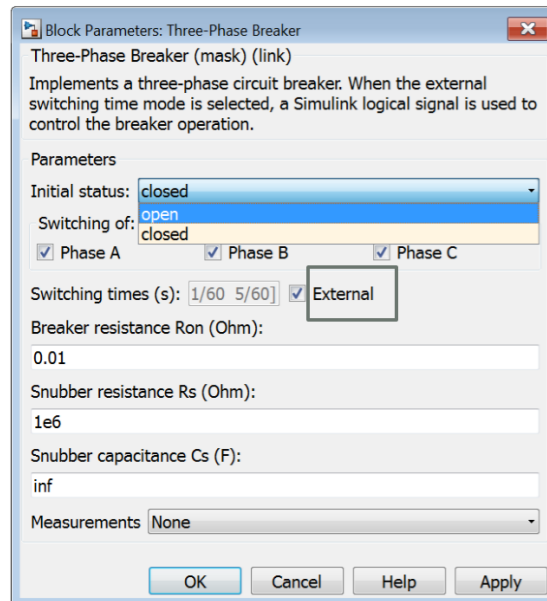 Block Parameters: Three-Phase Breaker
Three-Phase Breaker (mask) (link)
Implements a three-phase circuit breaker. When the external
switching time mode is selected, a Simulink logical signal is used to
control the breaker operation.
Parameters
Initial status: closed
open
Switching of: closed
Phase A Phase B Phase C
Switching times (s): 1/60 5/60] External
Breaker resistance Ron (Ohm):
0.01
Snubber resistance Rs (Ohm):
1e6
Snubber capacitance Cs (F):
inf
Measurements None
OK Cancel Help Apply